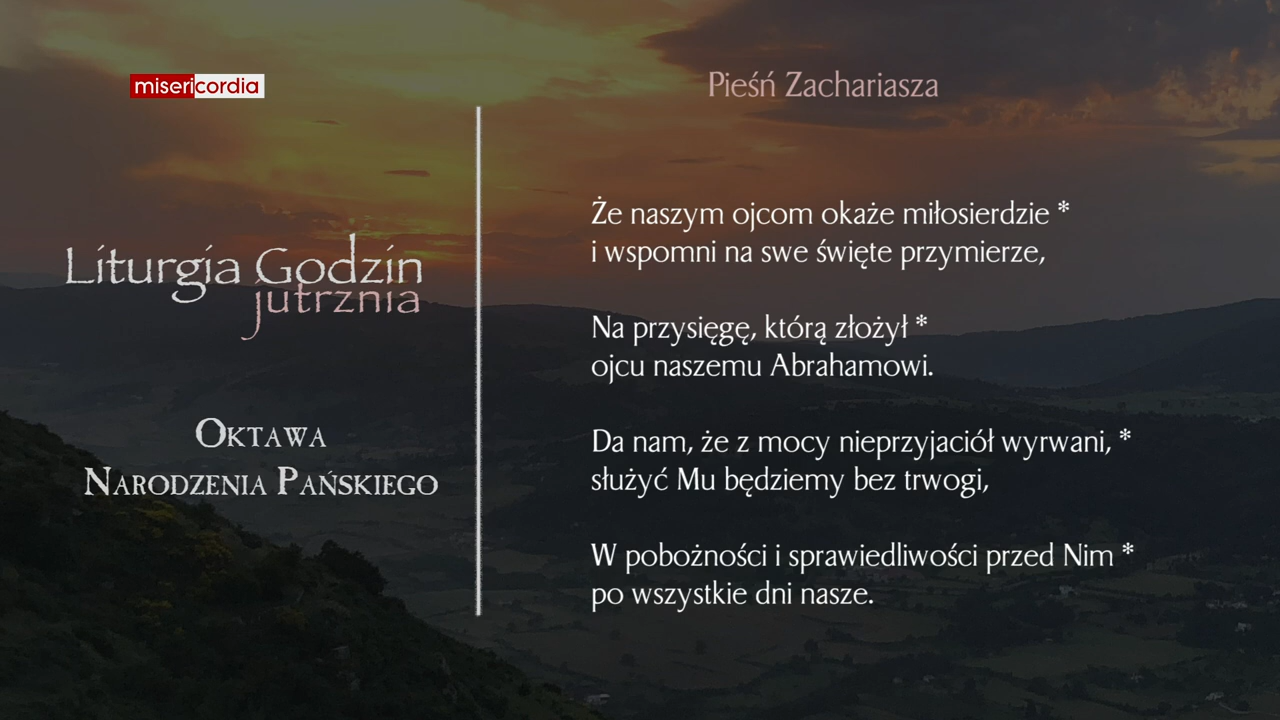 misericordia
Pieśń Zachariasza
Liturgia Godzin
jutrznia
Oktawa
Narodzenia Pańskiego
Że naszym ojcom okaże miłosierdzie *
i wspomni na swe święte przymierze,
Na przysięgę, którą złożył *
ojcu naszemu Abrahamowi.
Da nam, że z mocy nieprzyjaciół wyrwani, *
służyć Mu będziemy bez trwogi,
W pobożności i sprawiedliwości przed Nim *
po wszystkie dni nasze.